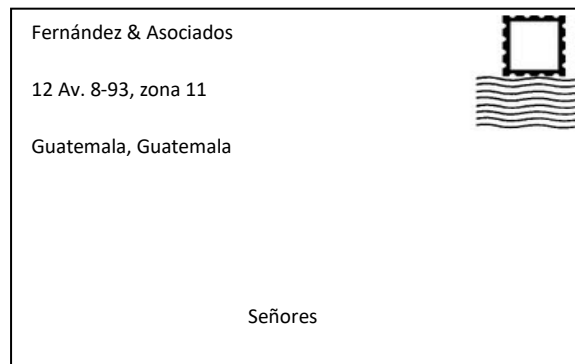 Fernández & Asociados
12 Av. 8-93, zona 11
Guatemala, Guatemala
Señores